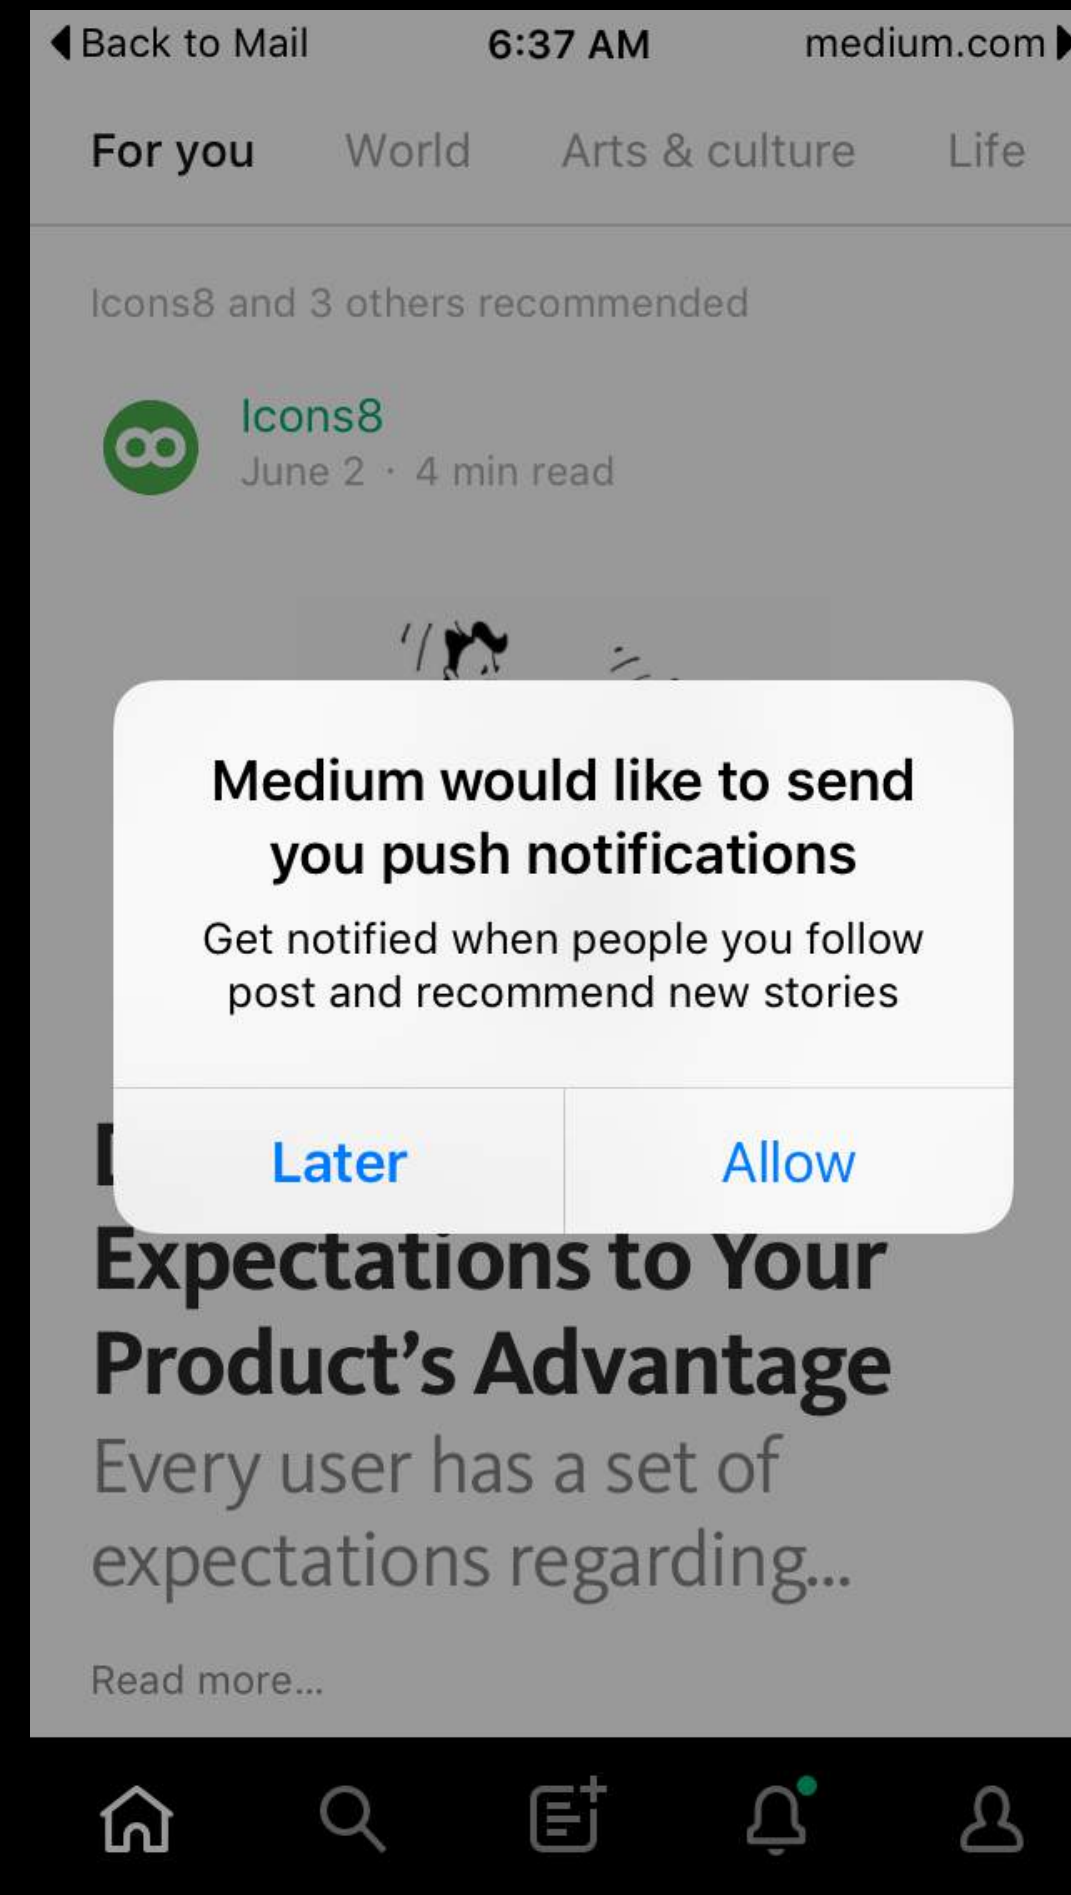 Back to Mail 6:37 AM medium.com
For you World Arts & culture Life
Icons8 and 3 others recommended
Icons8
June 2 · 4 min read
Medium would like to send
you push notifications
Get notified when people you follow
post and recommend new stories
Later Allow
Expectations to Your
Product’s Advantage
Every user has a set of
expectations regarding...
Read more...